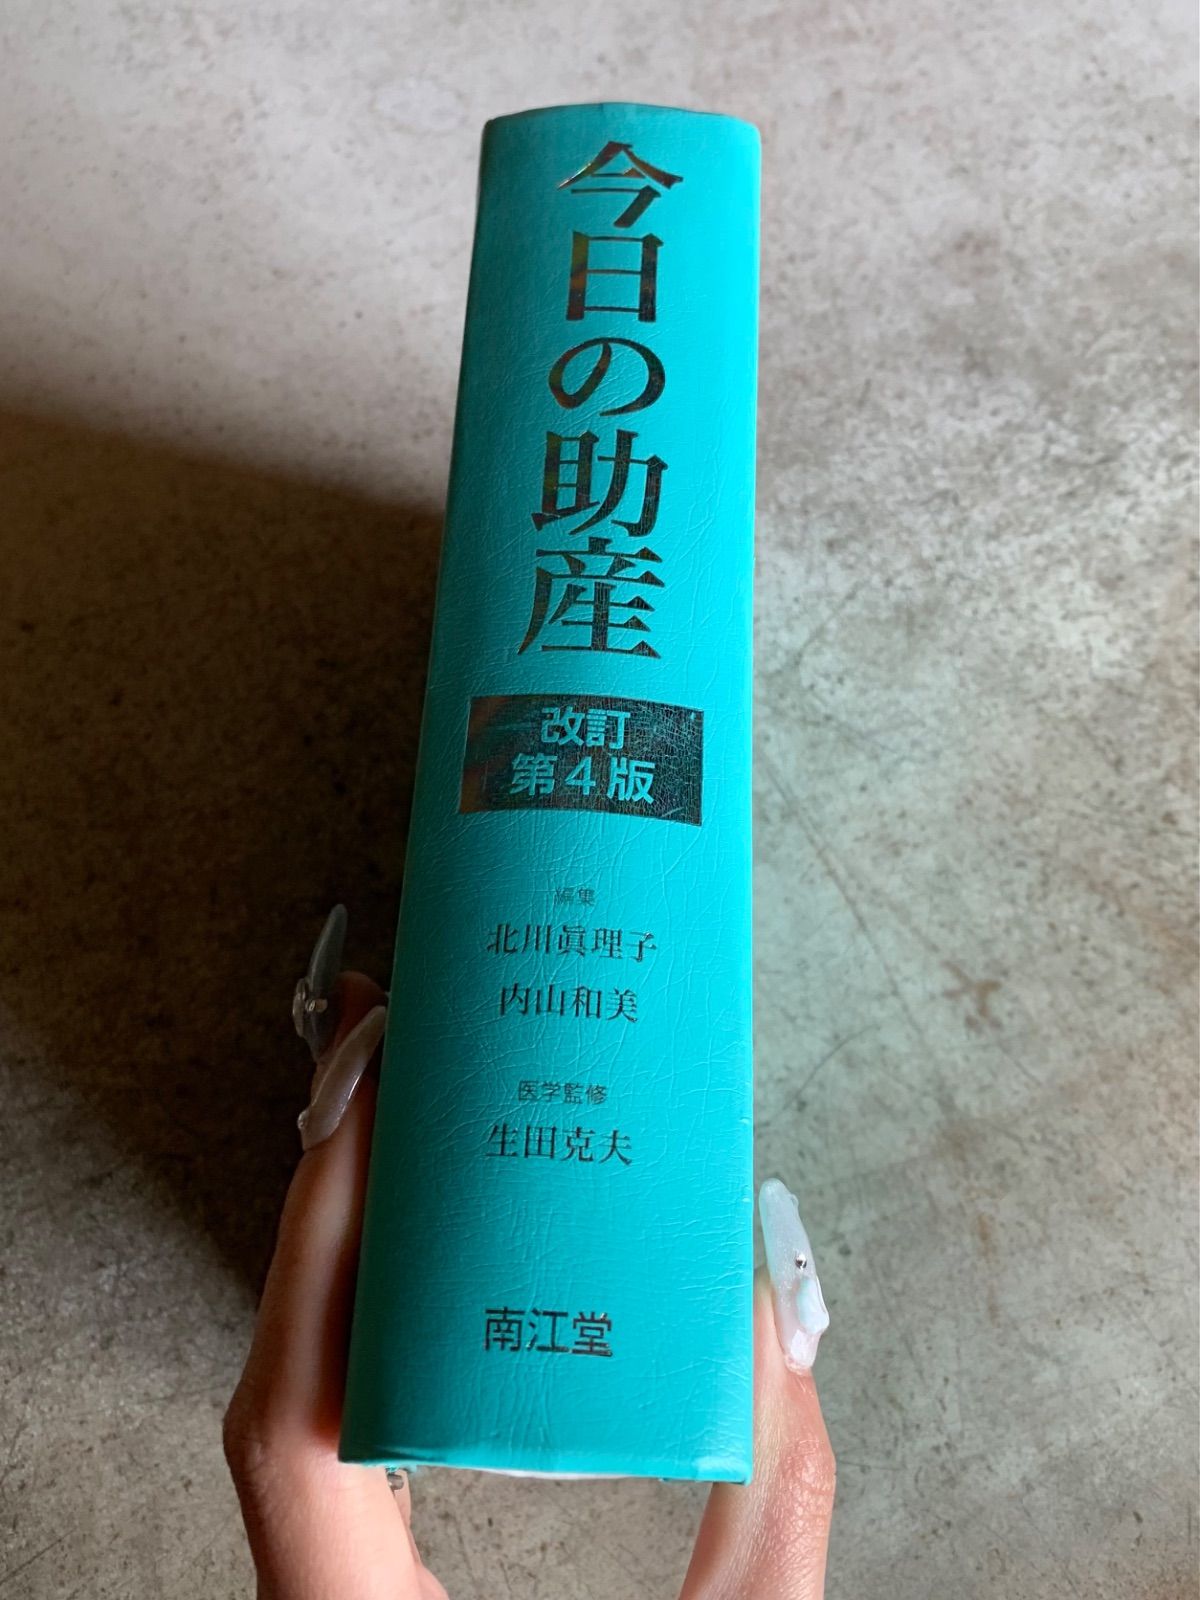 今日の助産
改訂
第4版
編集
北川眞理子
内山和美
医学監修
生田克夫
南江堂